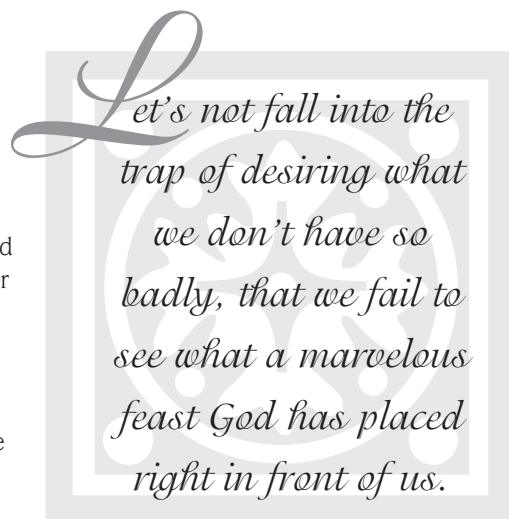 Let's not fall into the
trap of desiring what
we don't have so
badly, that we fail to
see what a marvelous
feast God has placed
right in front of us.